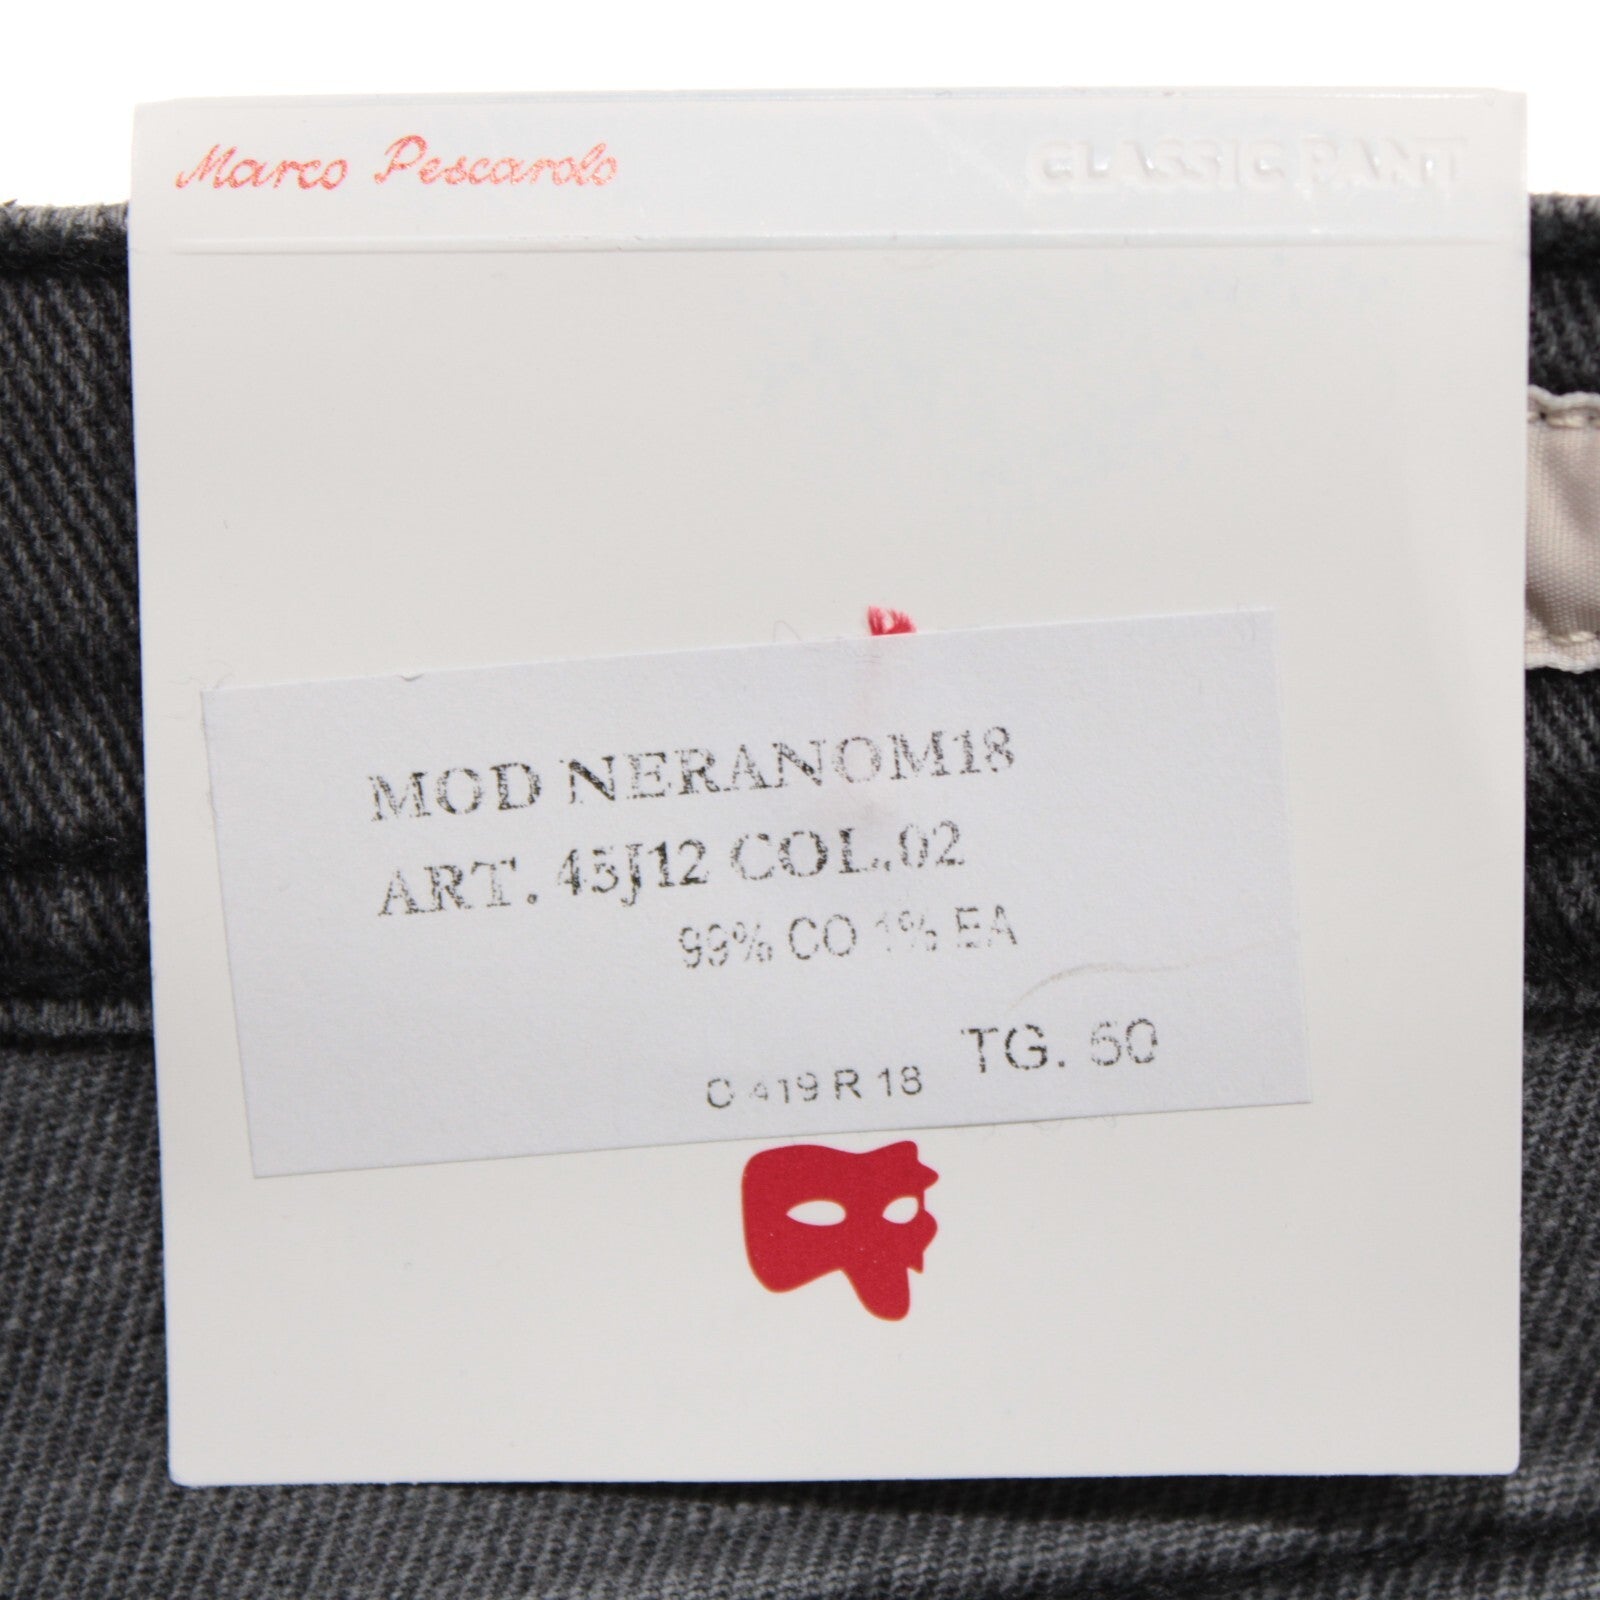 Marco Pescarolo CLASSIC PANT
MOD NERANOM18
ART. 45J12 COL.02
99% CO 1% EA
TG. 50
C 419 R 18